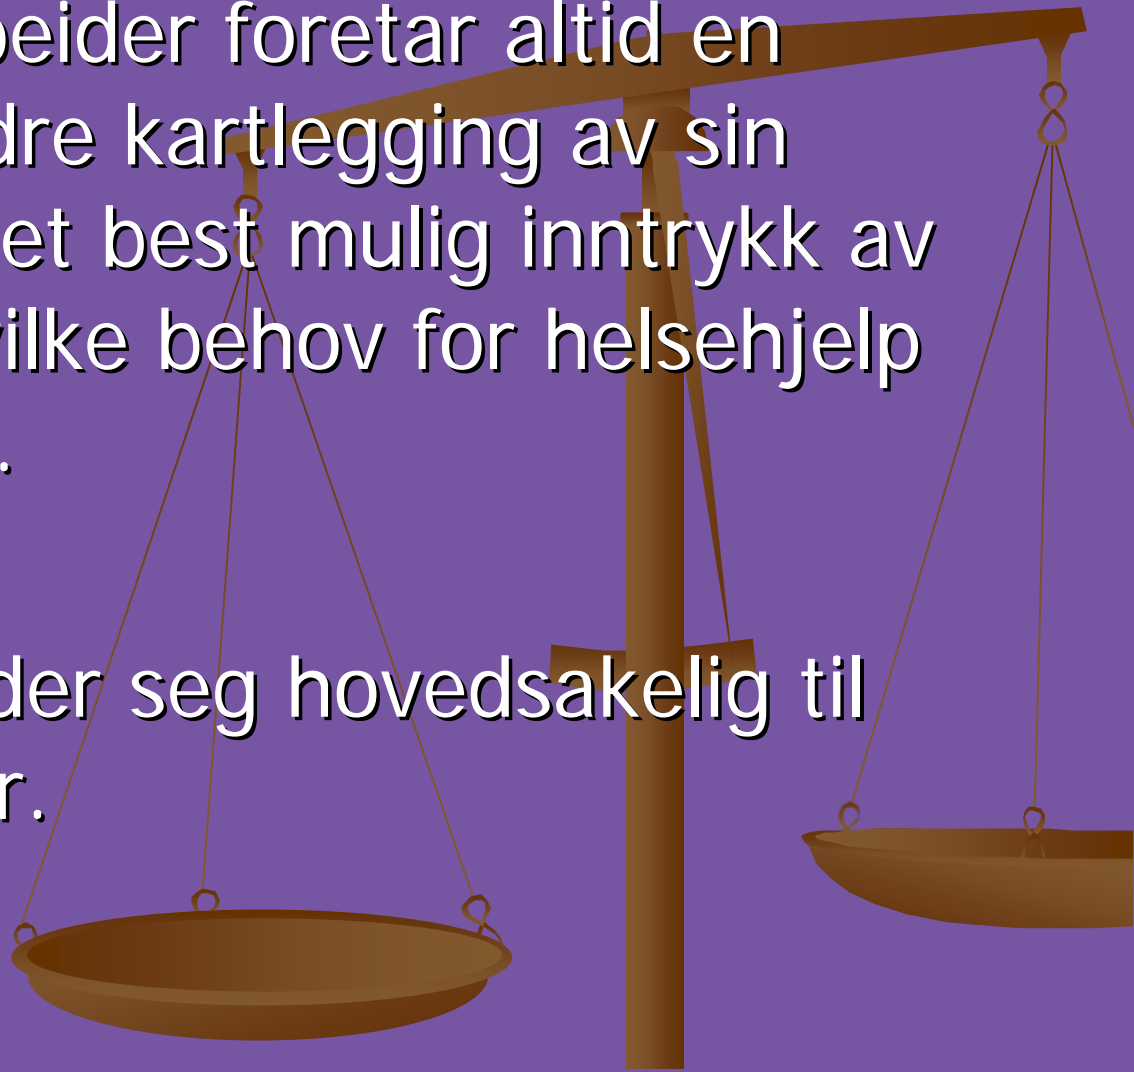 beider foretar altid en
dre kartlegging av sin
et best mulig inntrykk av
ilke behov for helsehjelp
.
der seg hovedsakelig til
r.